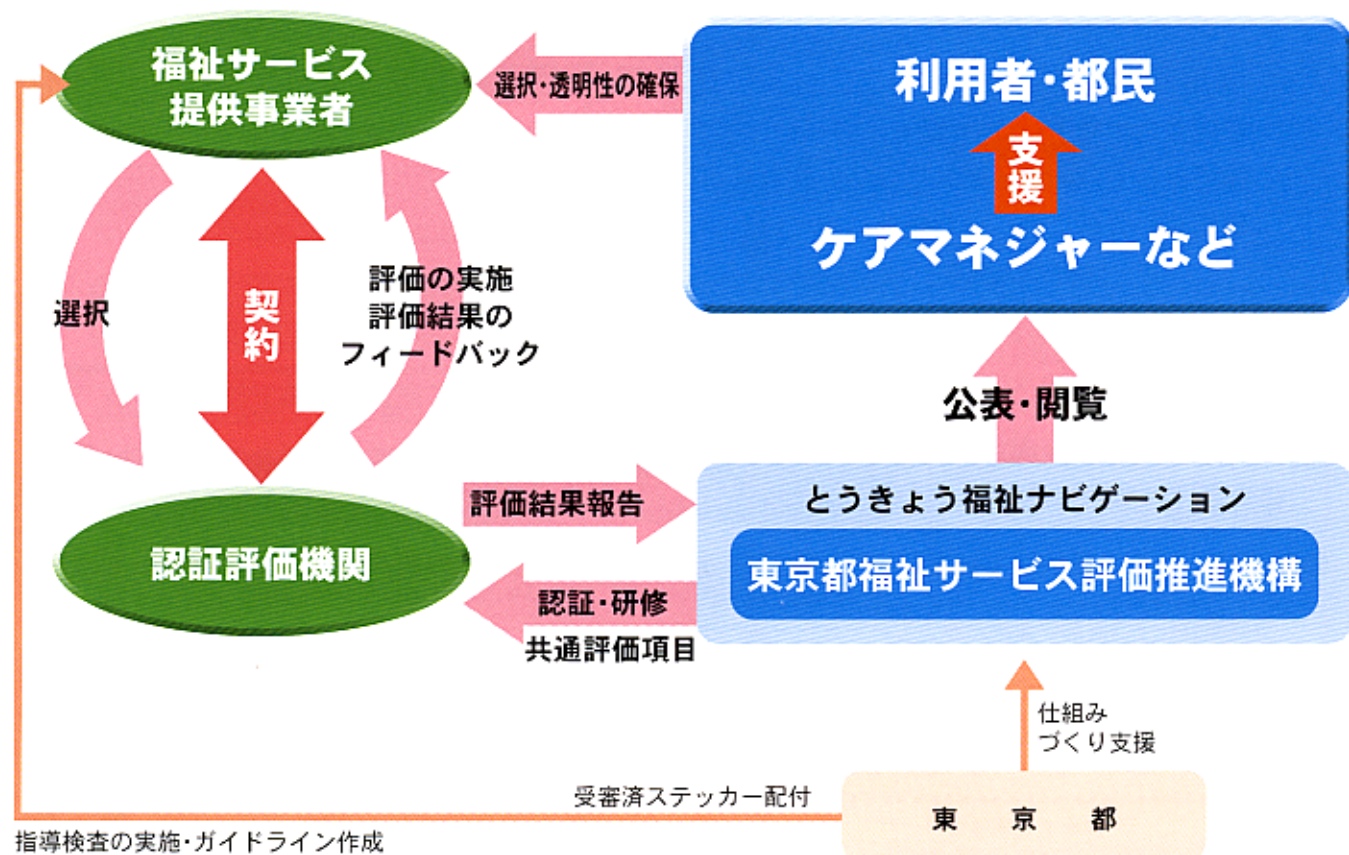 福祉サービス
提供事業者
選択・透明性の確保
利用者・都民
支援
ケアマネジャーなど
選択
契約
評価の実施
評価結果の
フィードバック
公表・閲覧
評価結果報告
とうきょう福祉ナビゲーション
東京都福祉サービス評価推進機構
認証評価機関
認証・研修
共通評価項目
仕組み
づくり支援
受審済ステッカー配付
東京都
指導検査の実施・ガイドライン作成